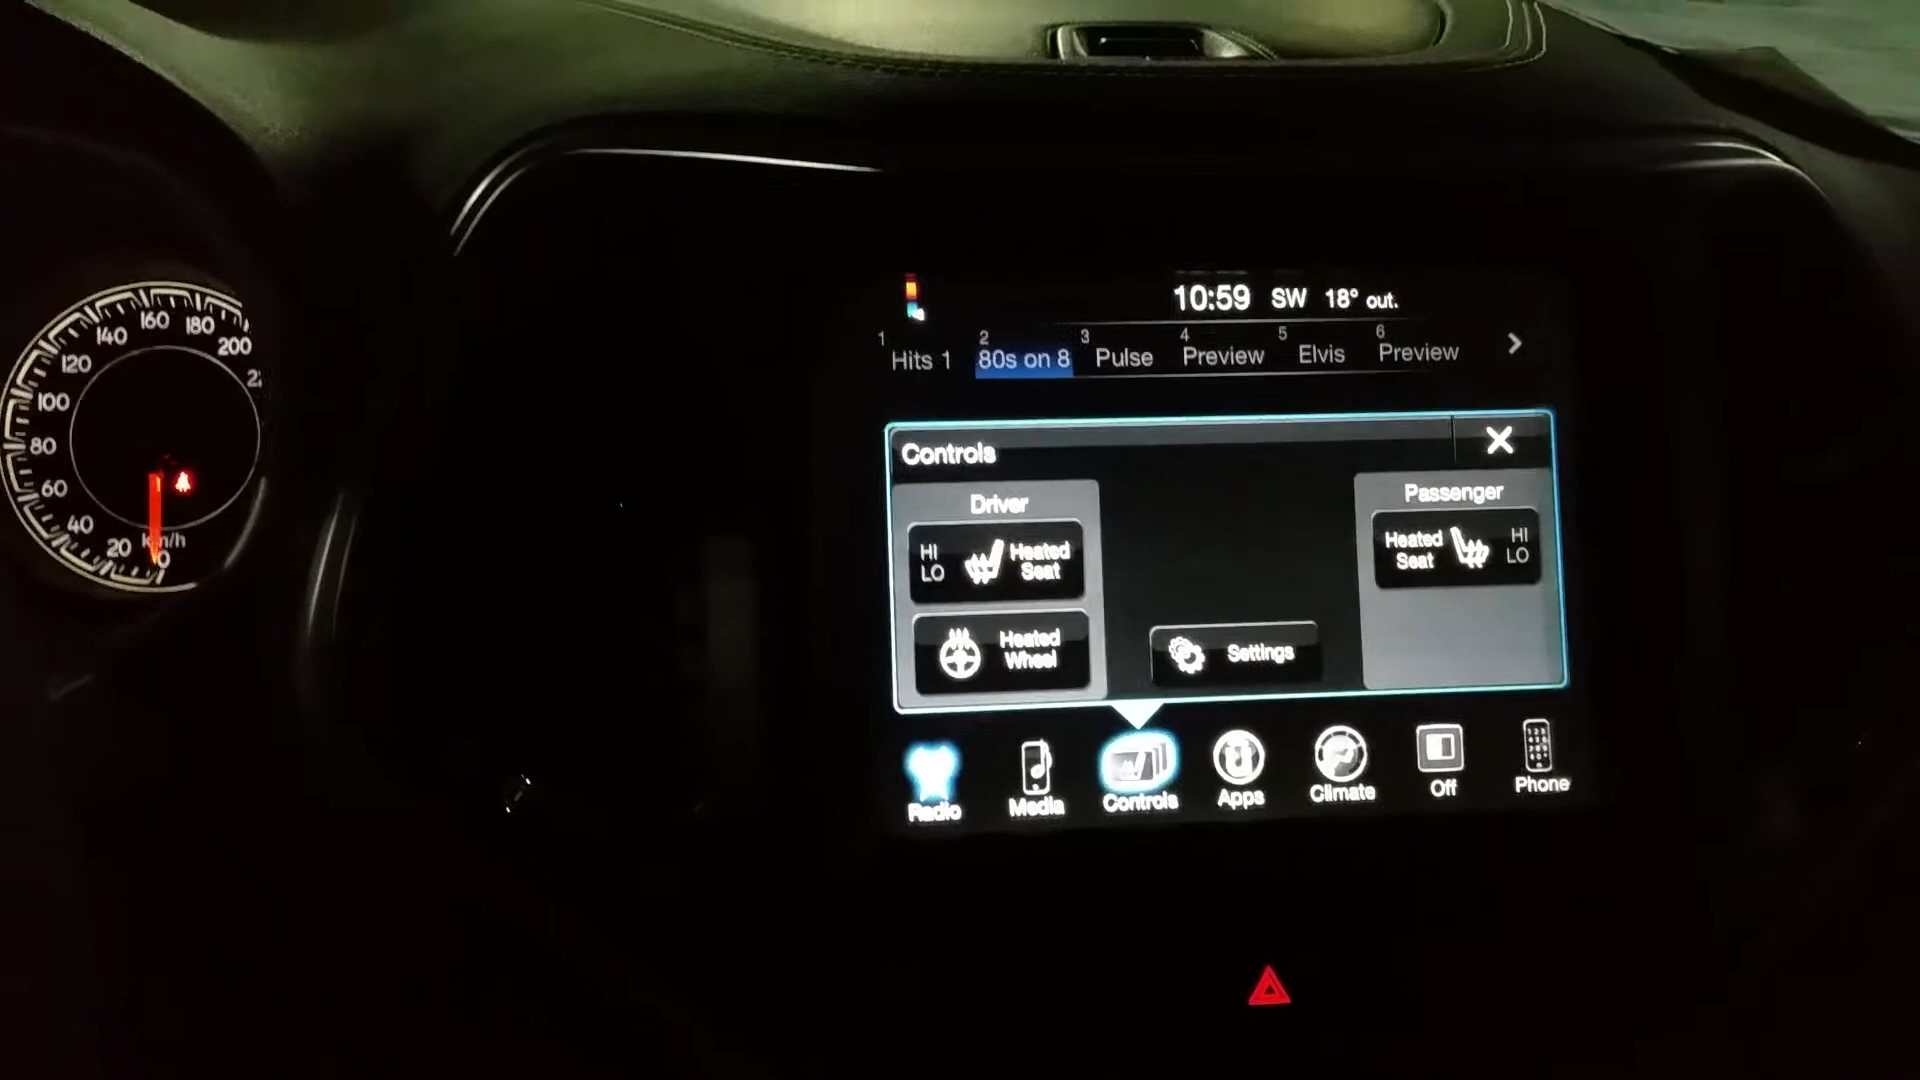 10:59 SW 18° out.
1 2 3 4 5 6
Hits 1 80s on 8 Pulse Preview Elvis Preview
Controls
Driver
HI
LO
Heated
Seat
Heated
Wheel
Settings
Passenger
Heated
Seat
HI
LO
Radio Media Controls Apps Climate Off Phone
0
20
40
60
80
100
120
140
160
180
200
km/h